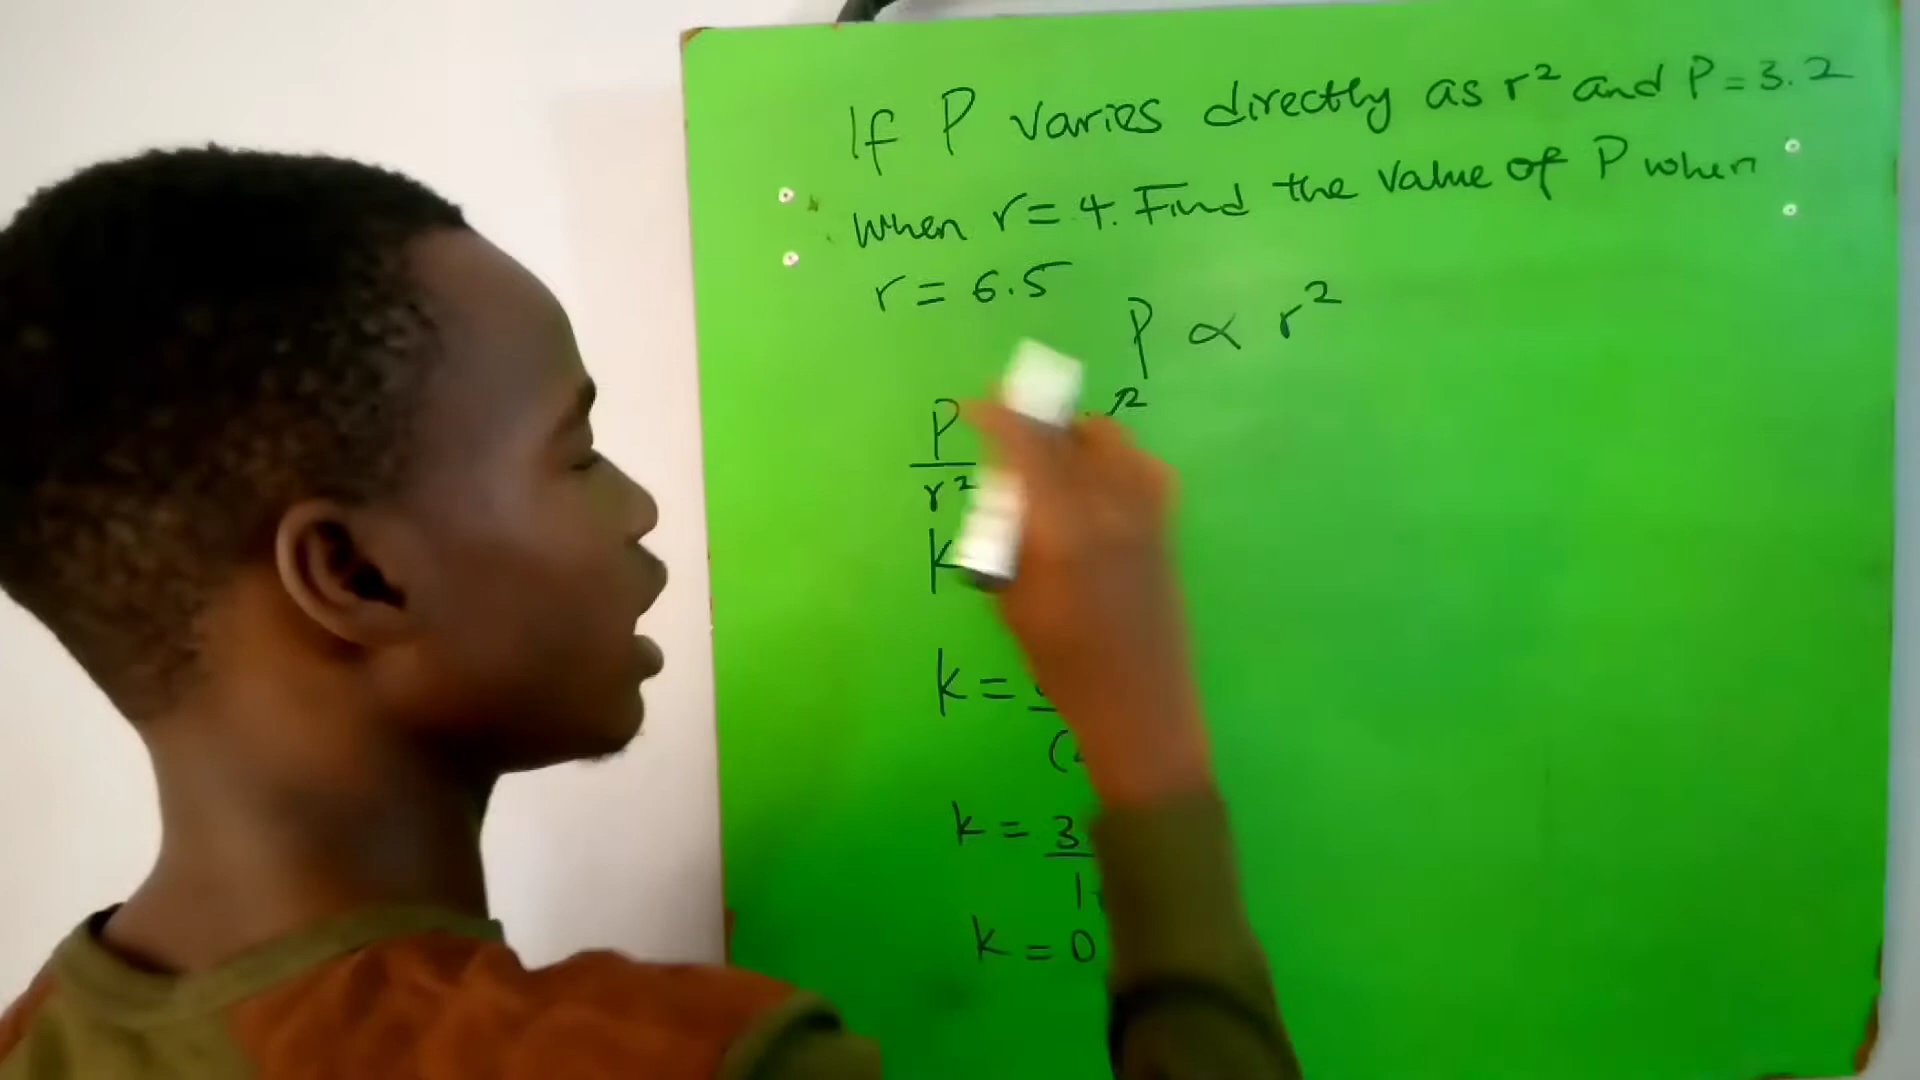 If P varies directly as r² and P = 3.2
when r = 4. Find the value of P when
r = 6.5
P ∝ r²
P
r²
k
k =
k = 3
k = 0